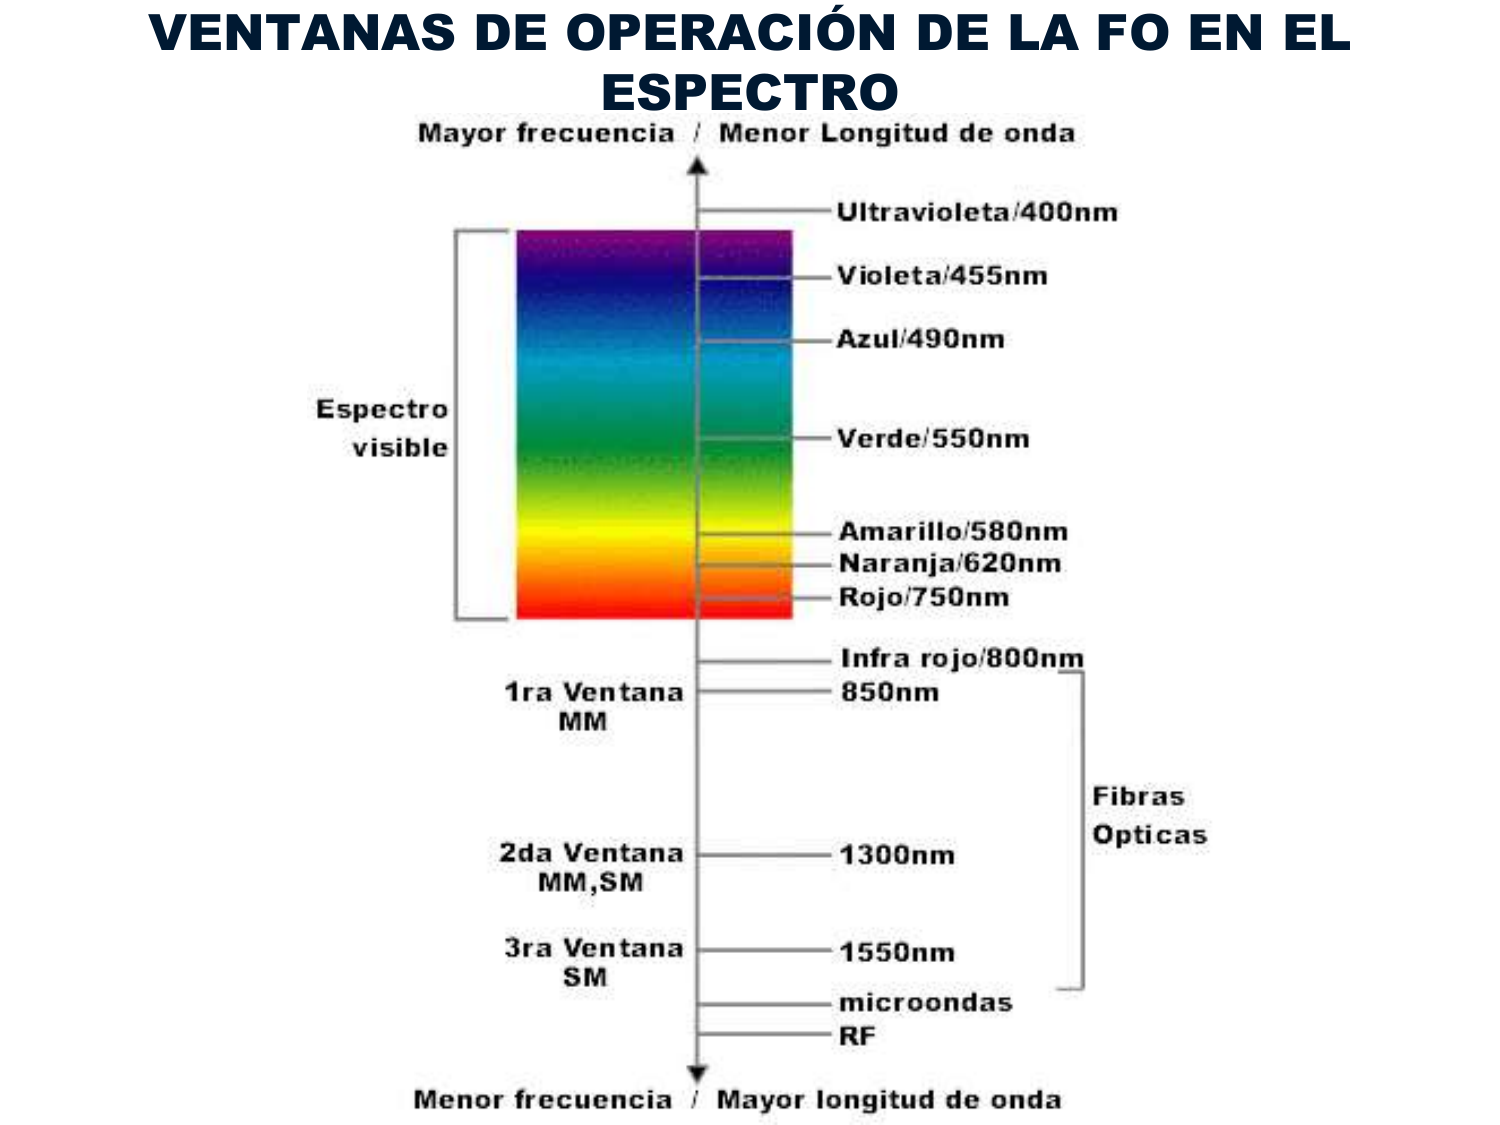 VENTANAS DE OPERACIÓN DE LA FO EN EL
ESPECTRO
Mayor frecuencia / Menor Longitud de onda
Ultravioleta/400nm
Violeta/455nm
Azul/490nm
Espectro
visible
Verde/550nm
Amarillo/580nm
Naranja/620nm
Rojo/750nm
Infra rojo/800nm
1ra Ventana
MM
850nm
Fibras
Opticas
2da Ventana
MM,SM
1300nm
3ra Ventana
SM
1550nm
microondas
RF
Menor frecuencia / Mayor longitud de onda